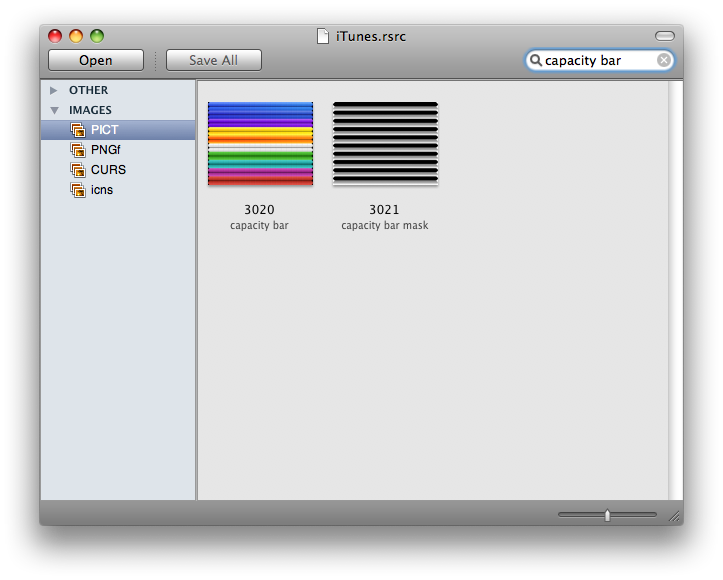 iTunes.rsrc
Open
Save All
capacity bar
OTHER
IMAGES
PICT
PNGf
CURS
icns
3020
capacity bar
3021
capacity bar mask